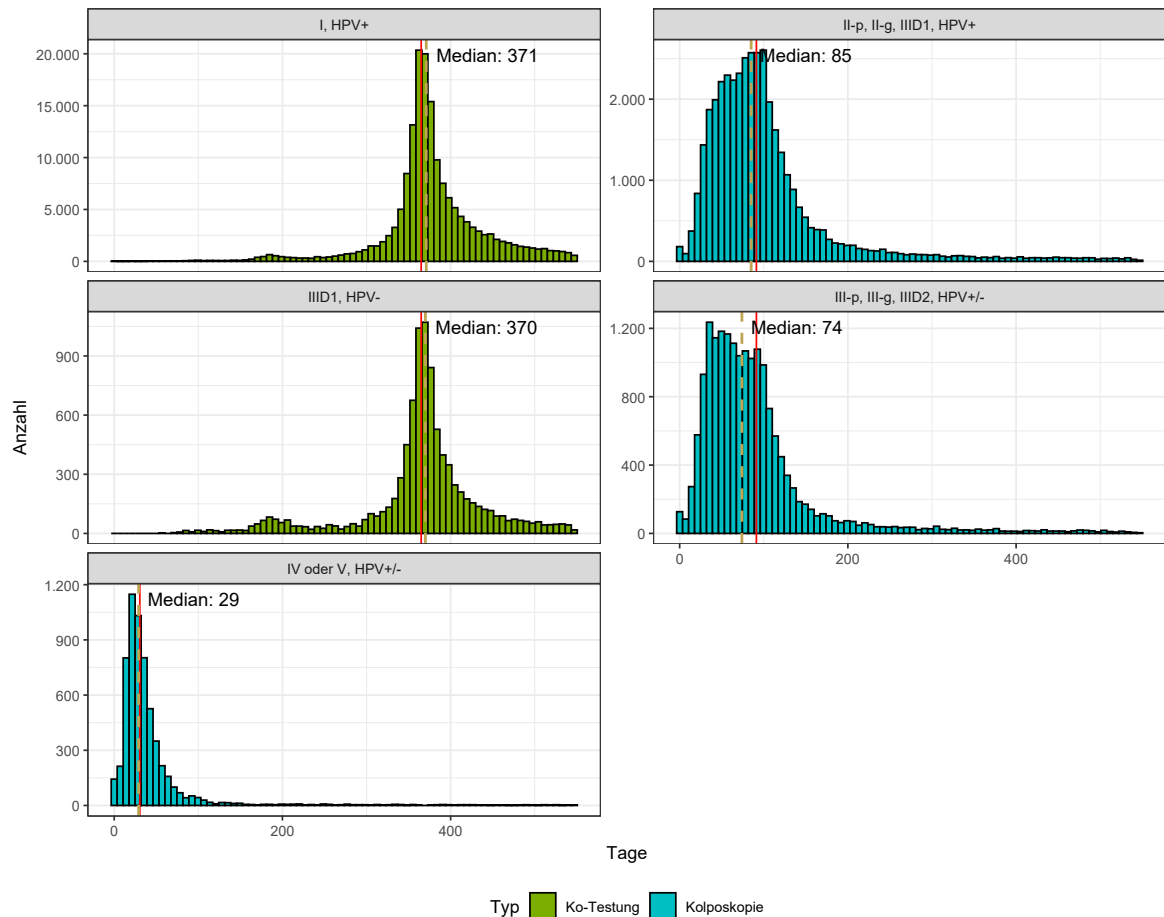 I, HPV+
II-p, II-g, IIID1, HPV+
Median: 371
Median: 85
20.000
15.000
10.000
5.000
0
2.000
1.000
0
IIID1, HPV-
III-p, III-g, IIID2, HPV+/-
Median: 370
Median: 74
900
600
300
0
1.200
800
400
0
0 200 400
IV oder V, HPV+/-
Median: 29
1.200
900
600
300
0
0 200 400
Anzahl
Tage
Typ Ko-Testung Kolposkopie